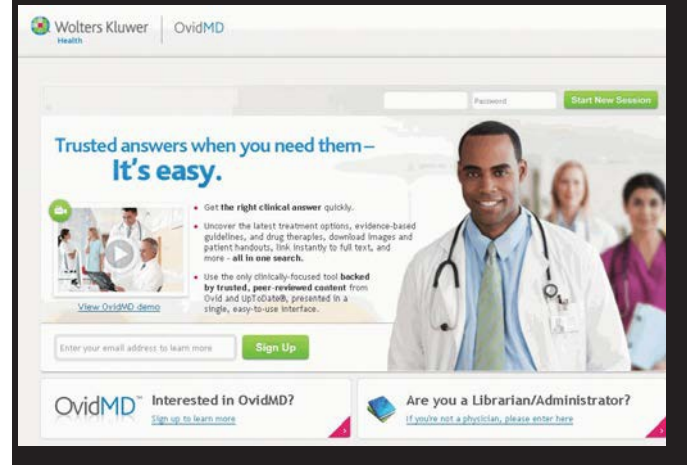 Wolters Kluwer
Health
OvidMD
Password
Start New Session
Trusted answers when you need them—
It's easy.
• Get the right clinical answer quickly.
• Uncover the latest treatment options, evidence-based
guidelines, and drug therapies, download images and
patient handouts, link instantly to full text, and
more - all in one search.
• Use the only clinically-focused tool backed
by trusted, peer-reviewed content from
Ovid and UpToDate®, presented in a
single, easy-to-use interface.
View OvidMD demo
Enter your email address to learn more
Sign Up
OvidMD™
Interested in OvidMD?
Sign up to learn more
Are you a Librarian/Administrator?
If you're not a physician, please enter here